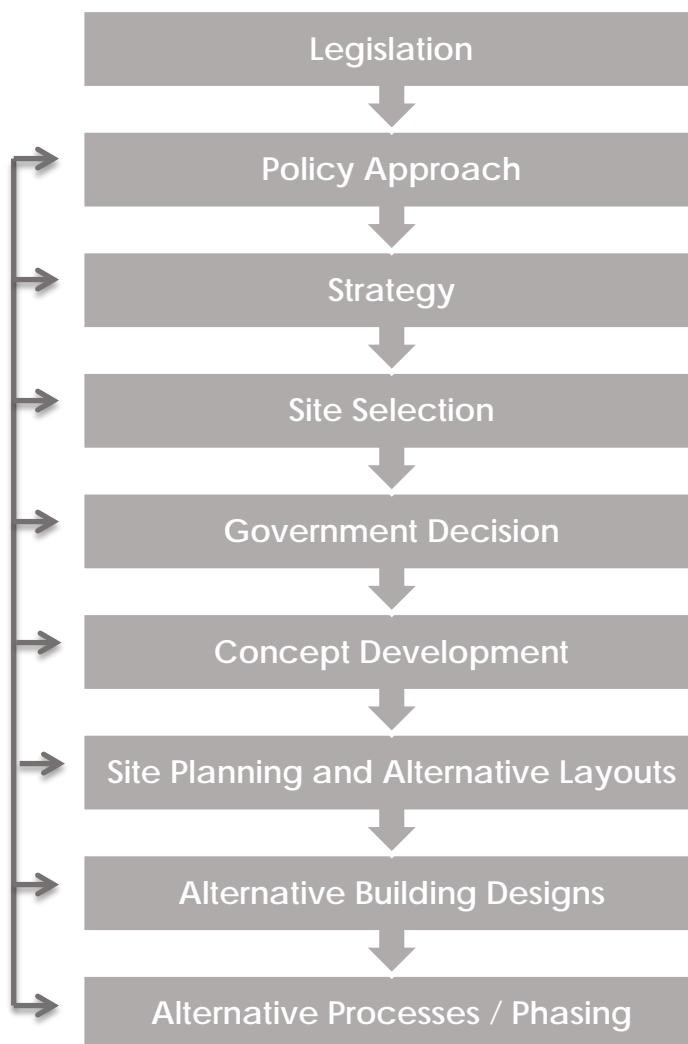 Legislation
Policy Approach
Strategy
Site Selection
Government Decision
Concept Development
Site Planning and Alternative Layouts
Alternative Building Designs
Alternative Processes / Phasing